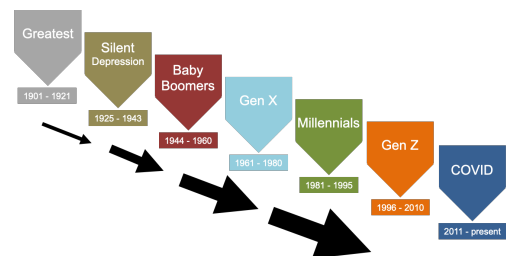 Greatest
1901 - 1921
Silent
Depression
1925 - 1943
Baby
Boomers
1944 - 1960
Gen X
1961 - 1980
Millennials
1981 - 1995
Gen Z
1996 - 2010
COVID
2011 - present